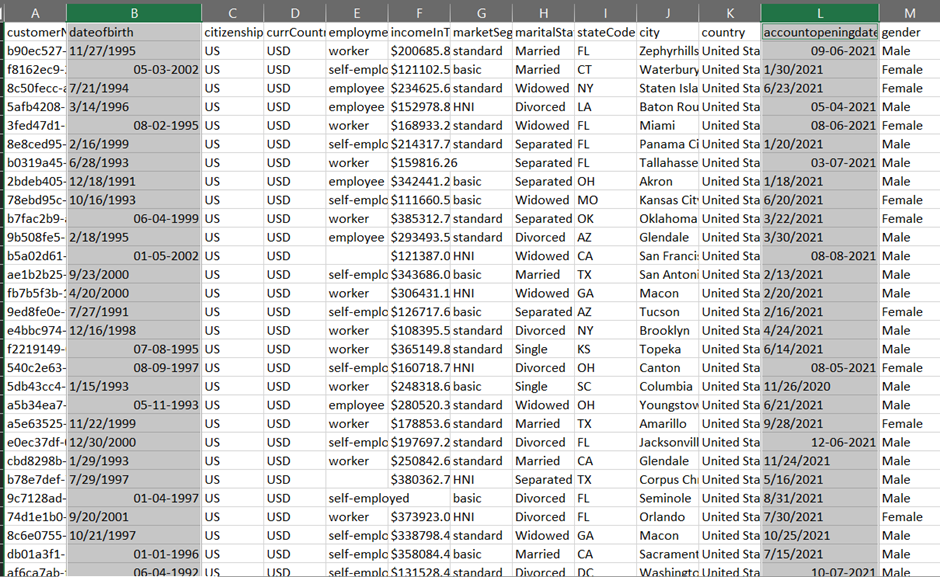 A B C D E F G H I J K L M
customerN dateofbirth citizenship currCountr employme incomeInT marketSeg maritalSta stateCode city country accountopeningdate gender
b90ec527- 11/27/1995 US USD worker $200685.8 standard Married FL Zephyrhills United Sta 09-06-2021 Male
f8162ec9- 05-03-2002 US USD self-emplo $121102.5 basic Married CT Waterbury United Sta 1/30/2021 Female
8c50fecc-a 7/21/1994 US USD employee $234625.6 standard Widowed NY Staten Isla United Sta 6/23/2021 Female
5afb4208- 3/14/1996 US USD employee $152978.8 HNI Divorced LA Baton Rou United Sta 05-04-2021 Male
3fed47d1- 08-02-1995 US USD worker $168933.2 standard Widowed FL Miami United Sta 08-06-2021 Female
8e8ced95- 2/16/1999 US USD self-emplo $214317.7 standard Separated FL Panama Ci United Sta 1/20/2021 Male
b0319a45- 6/28/1993 US USD worker $159816.26 Separated FL Tallahasse United Sta 03-07-2021 Male
2bdeb405- 12/18/1991 US USD employee $342441.2 basic Separated OH Akron United Sta 1/18/2021 Male
78ebd95c- 10/16/1993 US USD self-emplo $111660.5 basic Widowed MO Kansas Cit United Sta 6/20/2021 Female
b7fac2b9- 06-04-1999 US USD worker $385312.7 standard Separated OK Oklahoma United Sta 3/22/2021 Female
9b508fe5- 2/18/1995 US USD employee $293493.5 standard Divorced AZ Glendale United Sta 3/30/2021 Male
b5a02d61- 01-05-2002 US USD $121387.0 HNI Widowed CA San Franci United Sta 08-08-2021 Male
ae1b2b25- 9/23/2000 US USD self-emplo $343686.0 basic Married TX San Antoni United Sta 2/13/2021 Male
fb7b5f3b- 4/20/2000 US USD worker $306431.1 HNI Widowed GA Macon United Sta 2/20/2021 Male
9ed8fe0e- 7/27/1991 US USD self-emplo $126717.6 basic Separated AZ Tucson United Sta 2/16/2021 Female
e4bbc974- 12/16/1998 US USD worker $108395.5 standard Divorced NY Brooklyn United Sta 4/24/2021 Male
f2219149- 07-08-1995 US USD worker $365149.8 standard Single KS Topeka United Sta 6/14/2021 Male
540c2e63- 08-09-1997 US USD self-emplo $160718.7 HNI Divorced OH Canton United Sta 08-05-2021 Female
5db43cc4- 1/15/1993 US USD worker $248318.6 basic Single SC Columbia United Sta 11/26/2020 Male
a5b34ea7- 05-11-1993 US USD employee $280520.3 standard Widowed OH Youngstow United Sta 6/21/2021 Male
a5e63525- 11/22/1999 US USD worker $178853.6 standard Married TX Amarillo United Sta 9/28/2021 Female
e0ec37df- 12/30/2000 US USD self-emplo $197697.2 standard Divorced FL Jacksonvill United Sta 12-06-2021 Male
cbd8298b- 1/29/1993 US USD worker $250842.6 standard Married CA Glendale United Sta 11/24/2021 Male
b78e7def- 7/29/1997 US USD $380362.7 HNI Separated TX Corpus Ch United Sta 5/16/2021 Male
9c7128ad- 01-04-1997 US USD self-employed basic Divorced FL Seminole United Sta 8/31/2021 Male
74d1e1b0- 9/20/2001 US USD worker $373923.0 HNI Divorced FL Orlando United Sta 7/30/2021 Female
8c6e0755- 10/21/1997 US USD self-emplo $338798.4 standard Widowed GA Macon United Sta 10/25/2021 Male
db01a3f1- 01-01-1996 US USD self-emplo $358084.4 basic Married CA Sacrament United Sta 7/15/2021 Male
af6ca7ab- 06-04-1992 US USD self-emplo $131528.4 standard Divorced DC Washingto United Sta 10-07-2021 Male